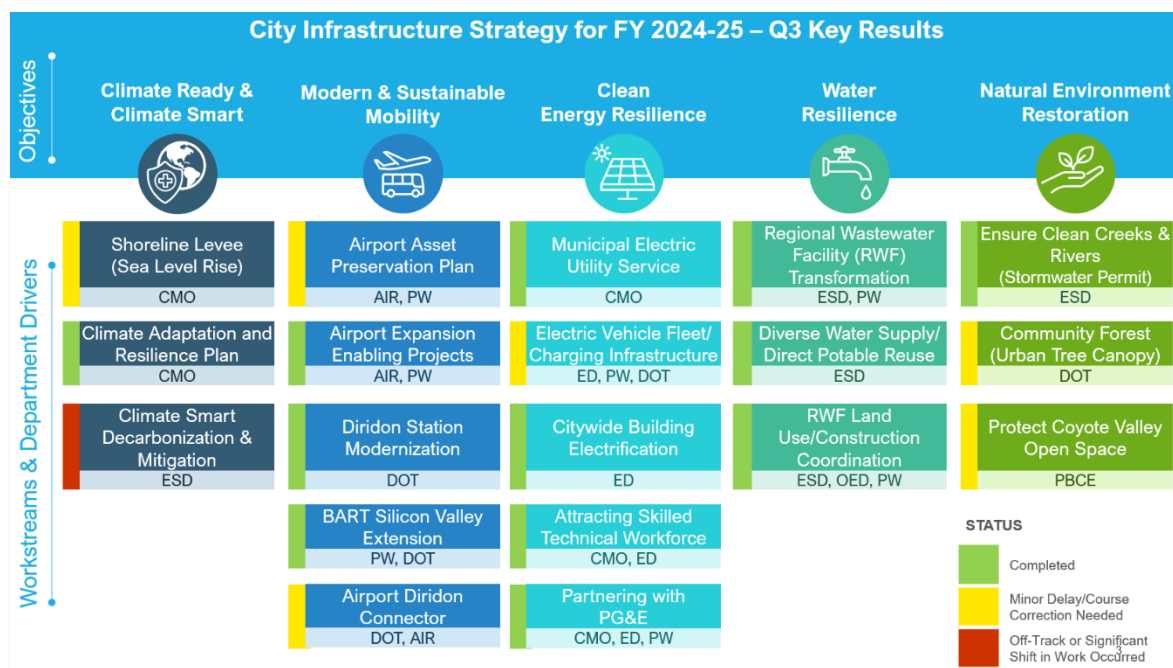 City Infrastructure Strategy for FY 2024-25 – Q3 Key Results
Objectives
Climate Ready &
Climate Smart
Modern & Sustainable
Mobility
Clean
Energy Resilience
Water
Resilience
Natural Environment
Restoration
Workstreams & Department Drivers
Shoreline Levee
(Sea Level Rise)
CMO
Climate Adaptation and
Resilience Plan
CMO
Climate Smart
Decarbonization &
Mitigation
ESD
Airport Asset
Preservation Plan
AIR, PW
Airport Expansion
Enabling Projects
AIR, PW
Diridon Station
Modernization
DOT
BART Silicon Valley
Extension
PW, DOT
Airport Diridon
Connector
DOT, AIR
Municipal Electric
Utility Service
CMO
Electric Vehicle Fleet/
Charging Infrastructure
ED, PW, DOT
Citywide Building
Electrification
ED
Attracting Skilled
Technical Workforce
CMO, ED
Partnering with
PG&E
CMO, ED, PW
Regional Wastewater
Facility (RWF)
Transformation
ESD, PW
Diverse Water Supply/
Direct Potable Reuse
ESD
RWF Land
Use/Construction
Coordination
ESD, OED, PW
Ensure Clean Creeks &
Rivers
(Stormwater Permit)
ESD
Community Forest
(Urban Tree Canopy)
DOT
Protect Coyote Valley
Open Space
PBCE
STATUS
Completed
Minor Delay/Course
Correction Needed
Off-Track or Significant
Shift in Work Occurred
3